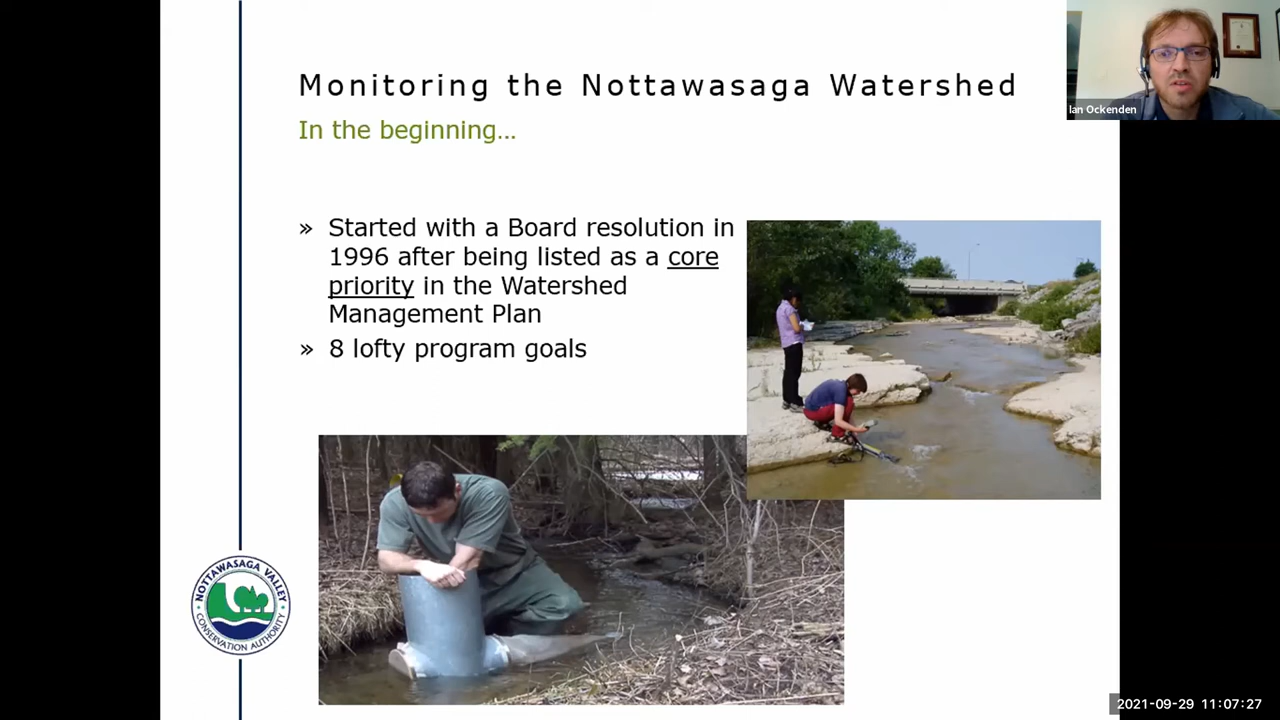 Monitoring the Nottawasaga Watershed
In the beginning...
» Started with a Board resolution in
1996 after being listed as a core
priority in the Watershed
Management Plan
» 8 lofty program goals
NOTTAWASAGA VALLEY
CONSERVATION AUTHORITY
Ian Ockenden
2021-09-29 11:07:27